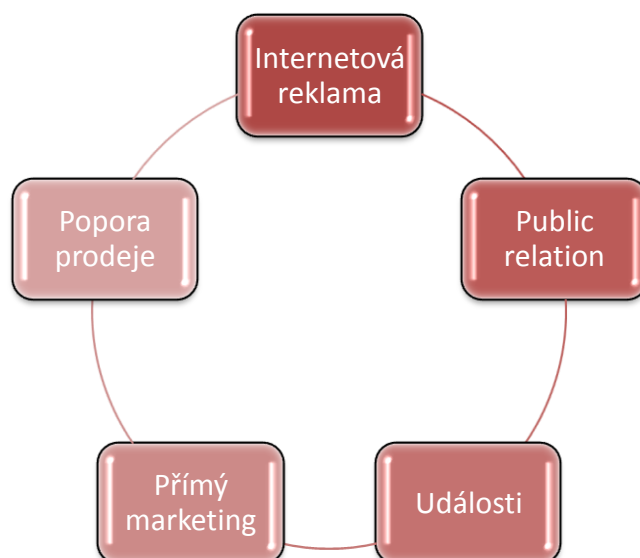 Internetová
reklama
Public
relation
Události
Přímý
marketing
Popora
prodeje